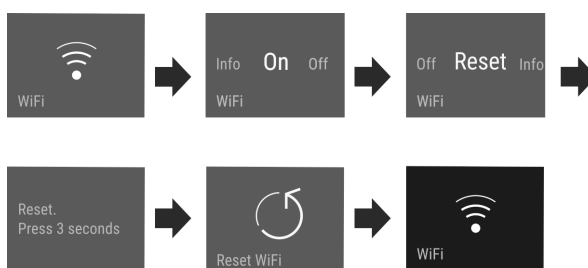 WiFi
Info On Off
WiFi
Off Reset Info
WiFi
Reset.
Press 3 seconds
Reset WiFi
WiFi